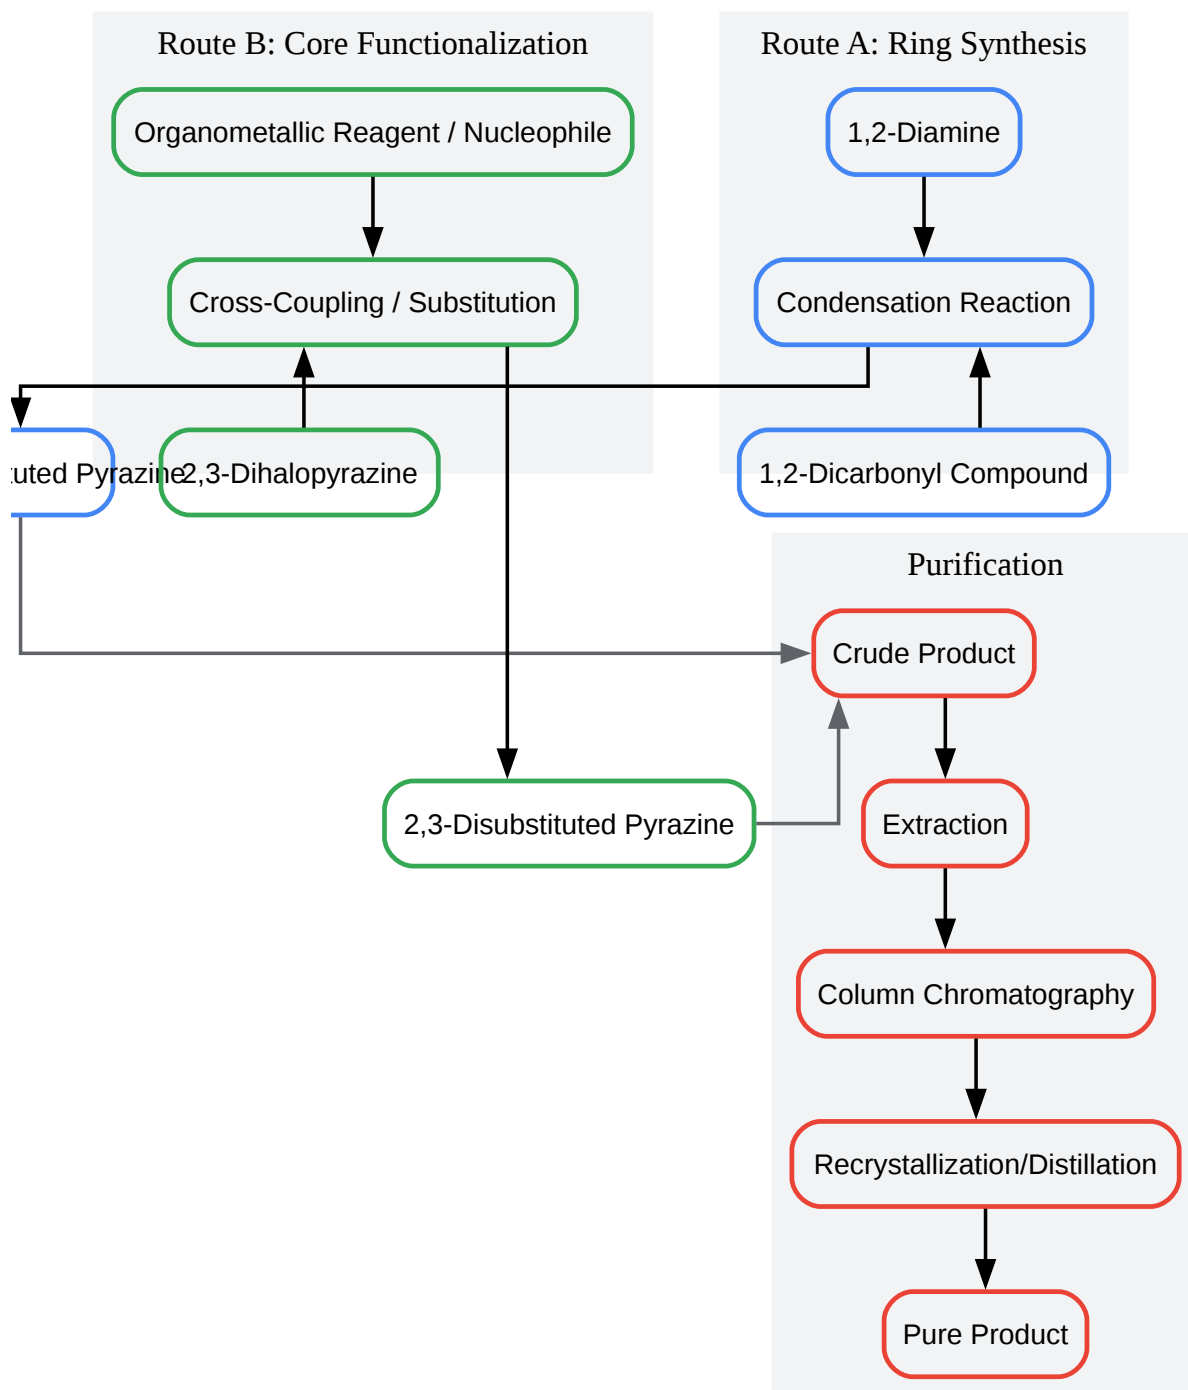 Route B: Core Functionalization
Route A: Ring Synthesis
Organometallic Reagent / Nucleophile
1,2-Diamine
Cross-Coupling / Substitution
Condensation Reaction
Pyrazine
2,3-Dihalopyrazine
1,2-Dicarbonyl Compound
Purification
Crude Product
2,3-Disubstituted Pyrazine
Extraction
Column Chromatography
Recrystallization/Distillation
Pure Product